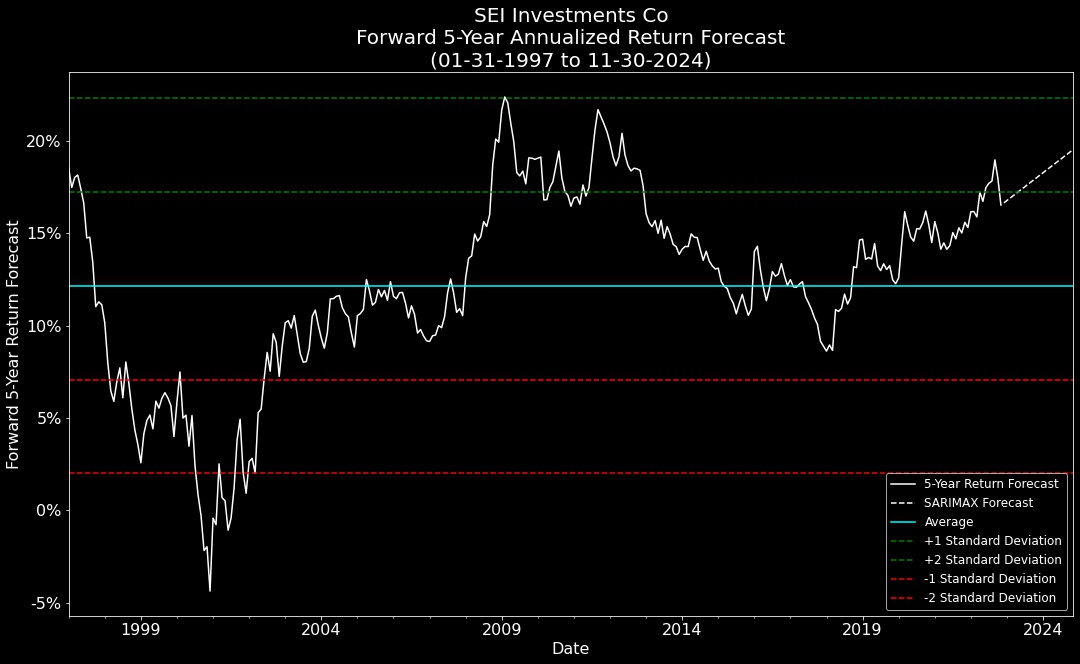 SEI Investments Co
Forward 5-Year Annualized Return Forecast
(01-31-1997 to 11-30-2024)
Forward 5-Year Return Forecast
20%
15%
10%
5%
0%
-5%
5-Year Return Forecast
SARIMAX Forecast
Average
+1 Standard Deviation
+2 Standard Deviation
-1 Standard Deviation
-2 Standard Deviation
1999 2004 2009 2014 2019 2024
Date